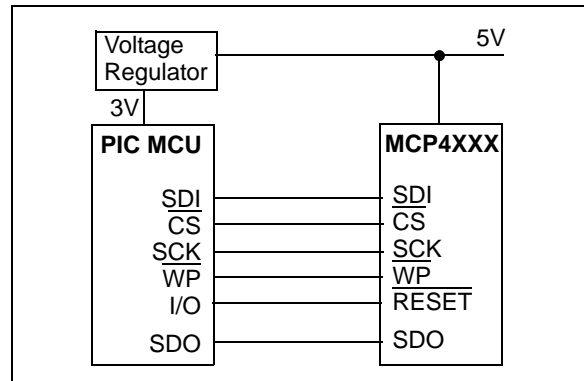 Voltage
Regulator
5V
3V
PIC MCU
MCP4XXX
SDI
SDI
CS
CS
SCK
SCK
WP
WP
I/O
RESET
SDO
SDO